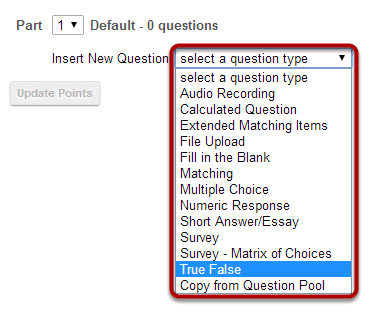 Part 1 Default - 0 questions
Insert New Question select a question type
select a question type
Audio Recording
Calculated Question
Extended Matching Items
File Upload
Fill in the Blank
Matching
Multiple Choice
Numeric Response
Short Answer/Essay
Survey
Survey - Matrix of Choices
True False
Copy from Question Pool
Update Points